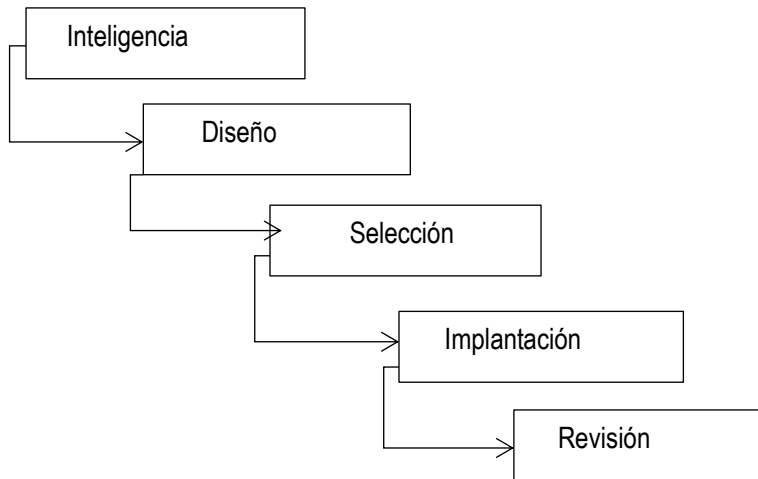 Inteligencia
Diseño
Selección
Implantación
Revisión